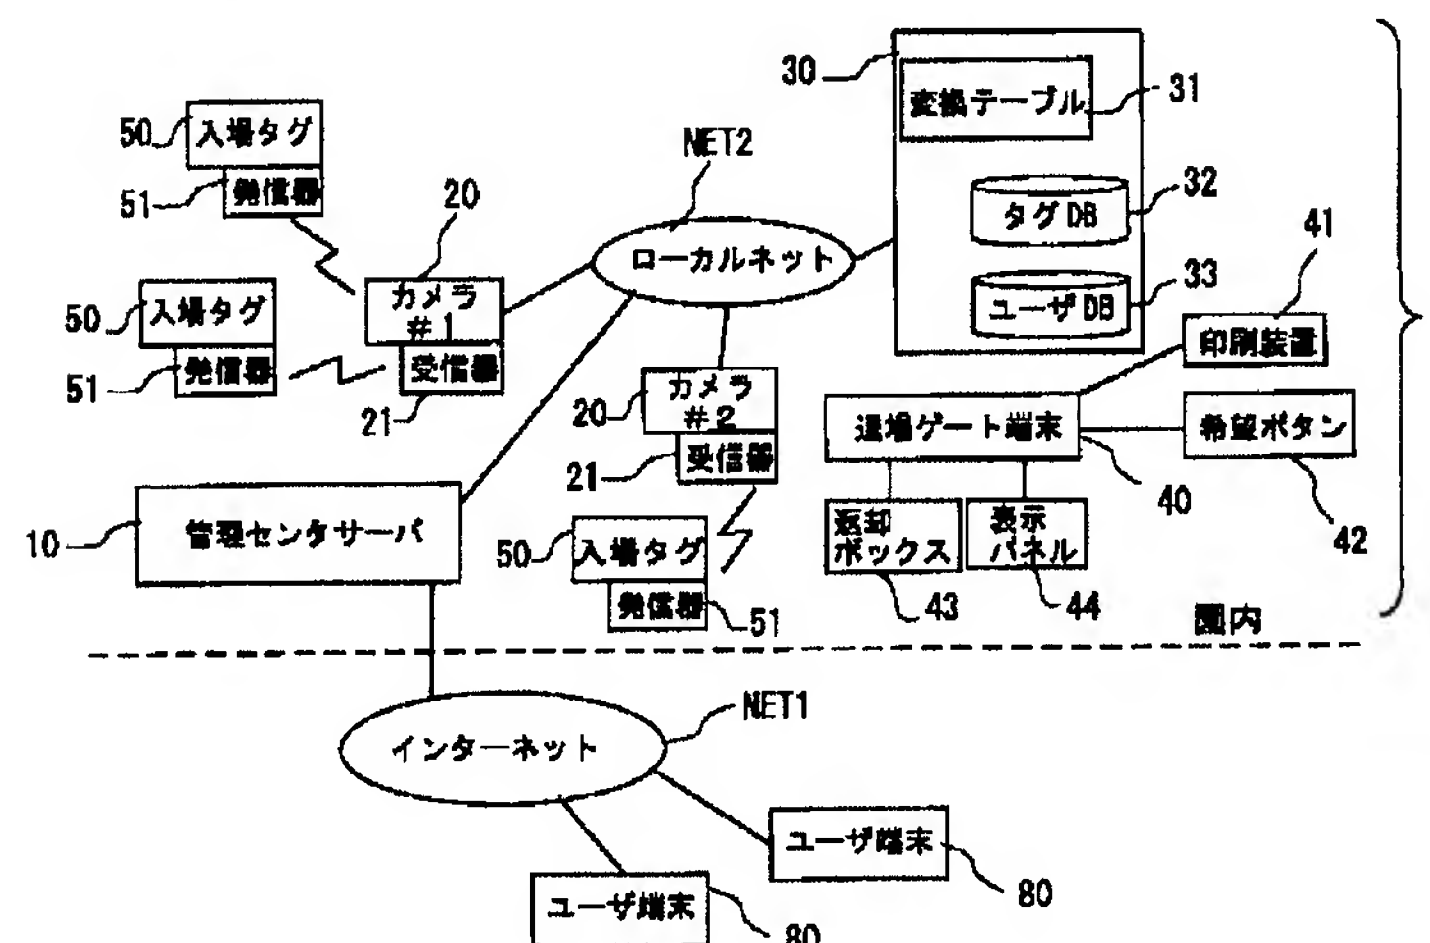 30
変換テーブル
31
50
入場タグ
NET2
51
発信器
20
タグDB
32
41
ローカルネット
50
入場タグ
カメラ
#1
ユーザDB
33
印刷装置
51
発信器
受信器
21
20
カメラ
#2
退場ゲート端末
希望ボタン
21
受信器
40
42
10
管理センタサーバ
50
入場タグ
返却
ボックス
表示
パネル
発信器
51
43
44
園内
NET1
インターネット
ユーザ端末
80
ユーザ端末
80